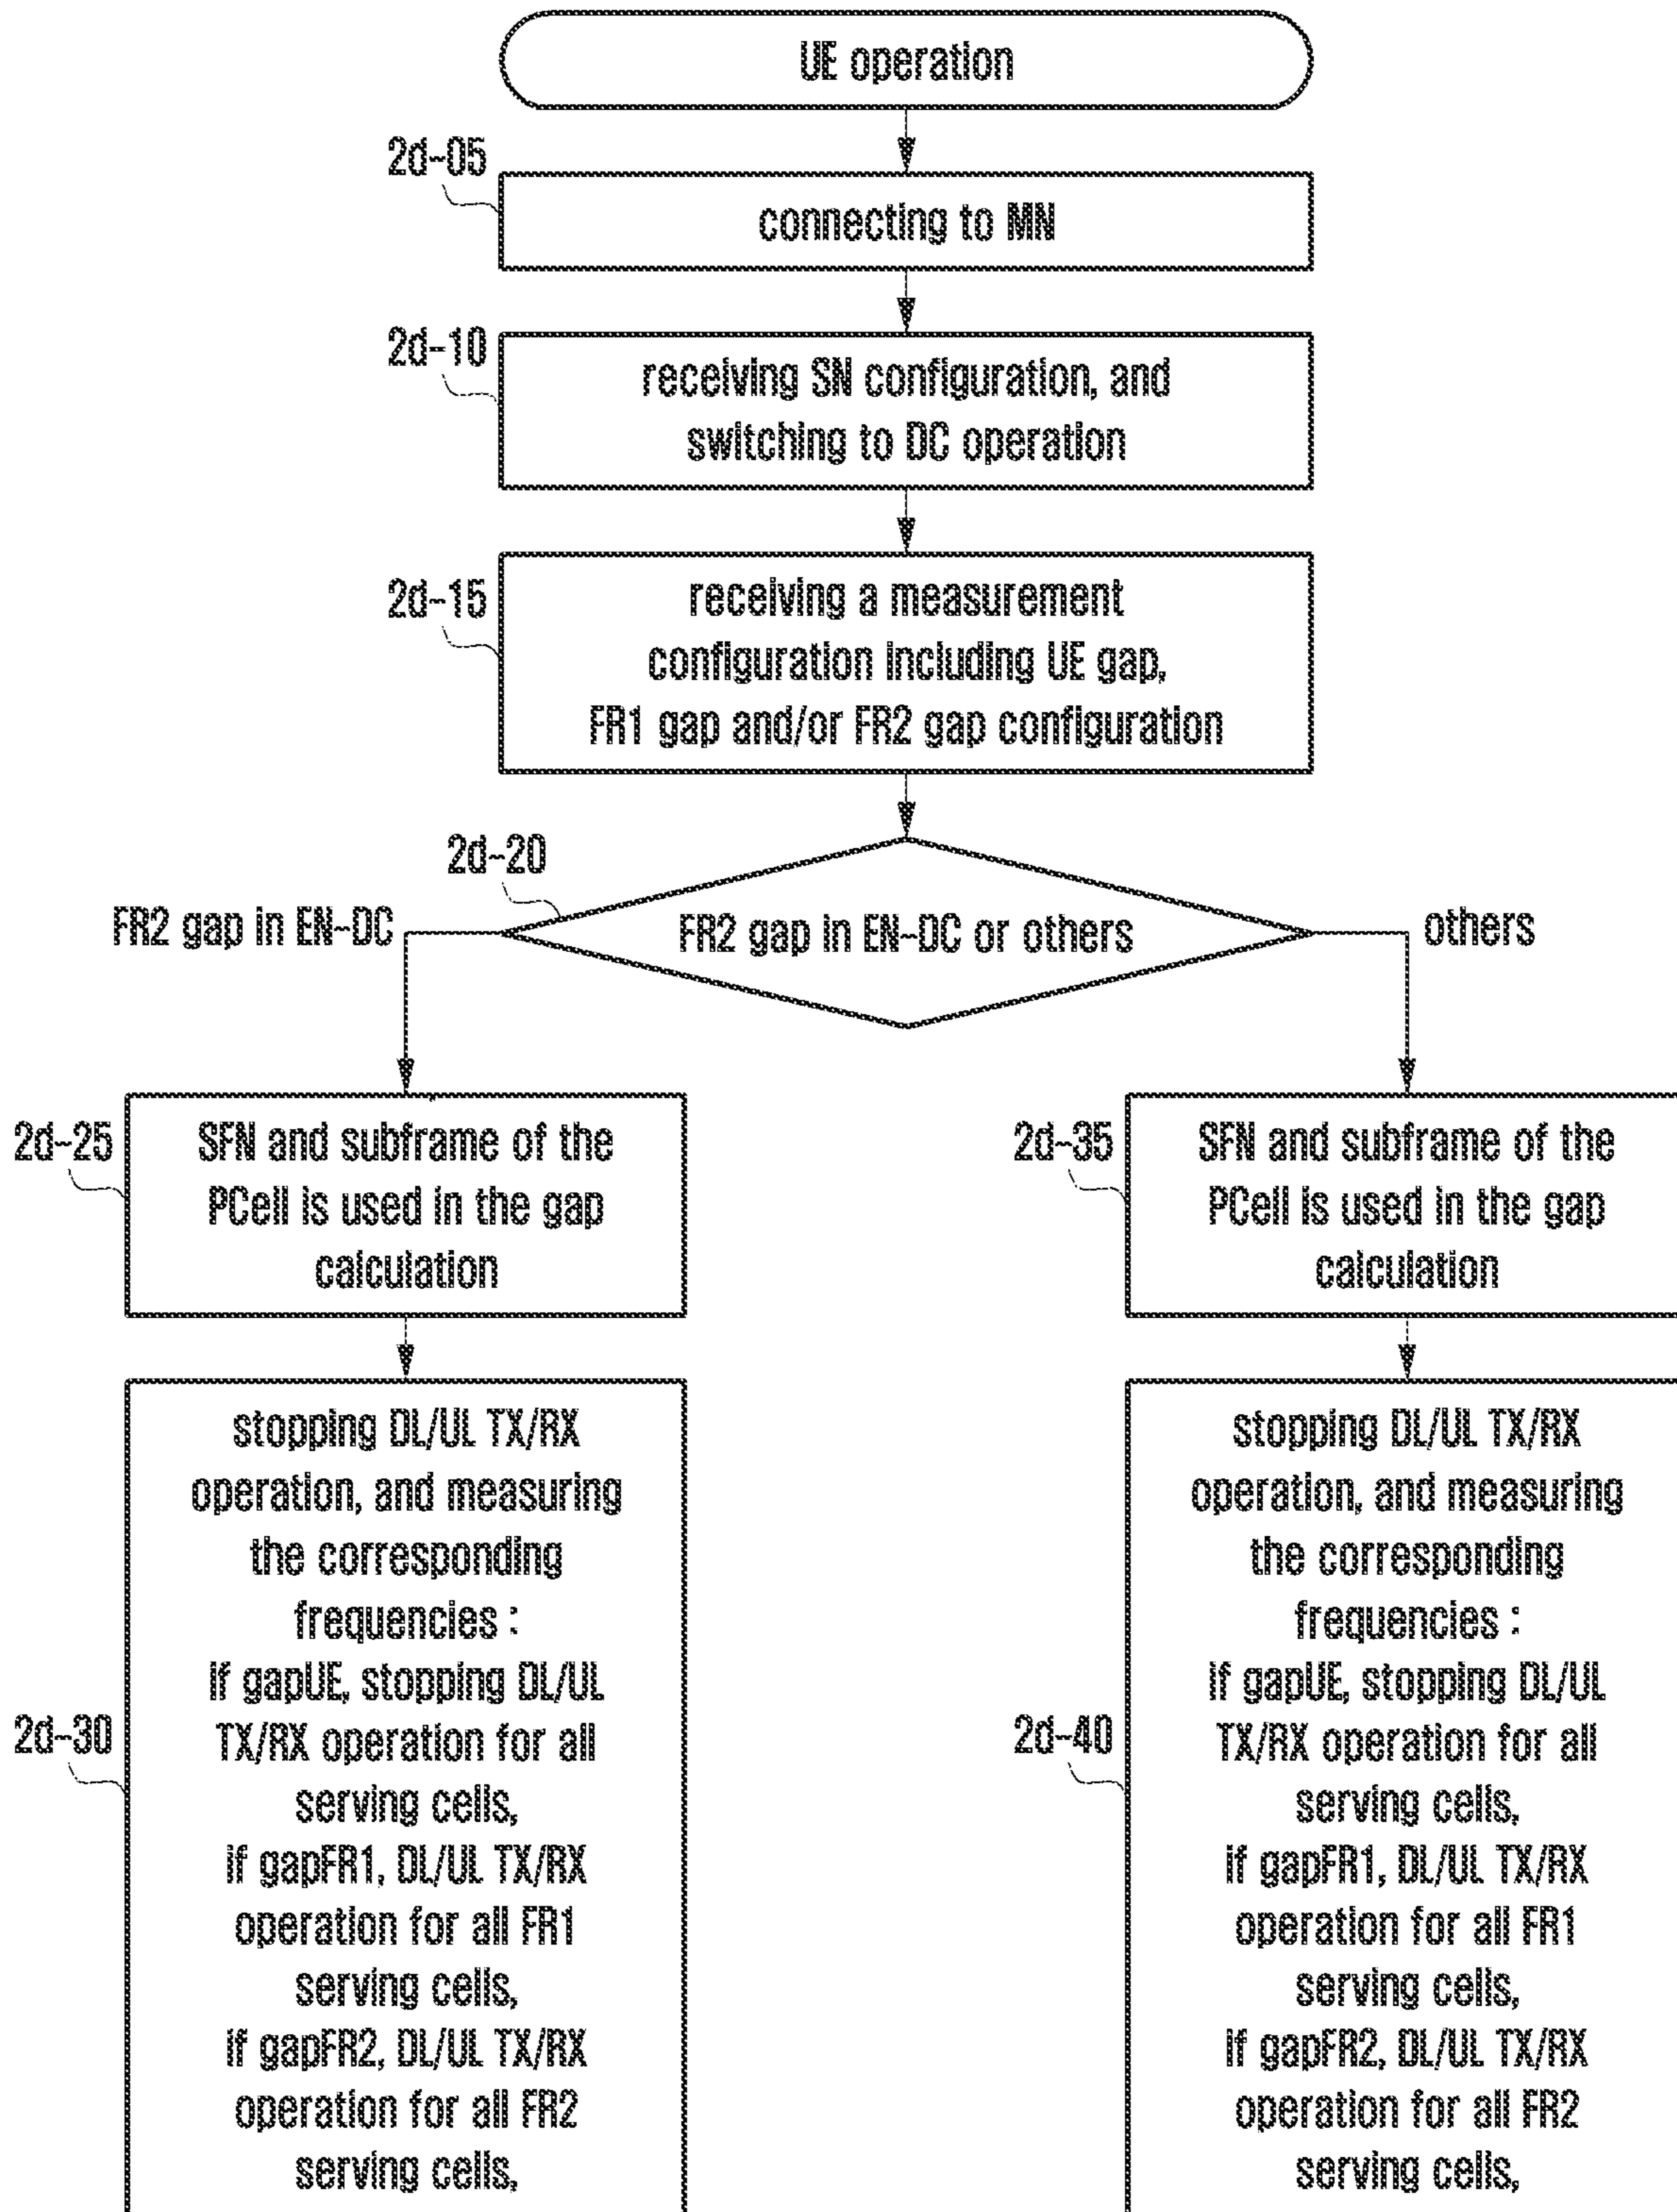 UE operation
2d-05
connecting to MN
2d-10
receiving SN configuration, and
switching to DC operation
2d-15
receiving a measurement
configuration including UE gap,
FR1 gap and/or FR2 gap configuration
2d-20
FR2 gap in EN-DC
FR2 gap in EN-DC or others
others
2d-25
SFN and subframe of the
PCell is used in the gap
calculation
2d-35
SFN and subframe of the
PCell is used in the gap
calculation
2d-30
stopping DL/UL TX/RX
operation, and measuring
the corresponding
frequencies :
if gapUE, stopping DL/UL
TX/RX operation for all
serving cells,
if gapFR1, DL/UL TX/RX
operation for all FR1
serving cells,
if gapFR2, DL/UL TX/RX
operation for all FR2
serving cells,
2d-40
stopping DL/UL TX/RX
operation, and measuring
the corresponding
frequencies :
if gapUE, stopping DL/UL
TX/RX operation for all
serving cells,
if gapFR1, DL/UL TX/RX
operation for all FR1
serving cells,
if gapFR2, DL/UL TX/RX
operation for all FR2
serving cells,